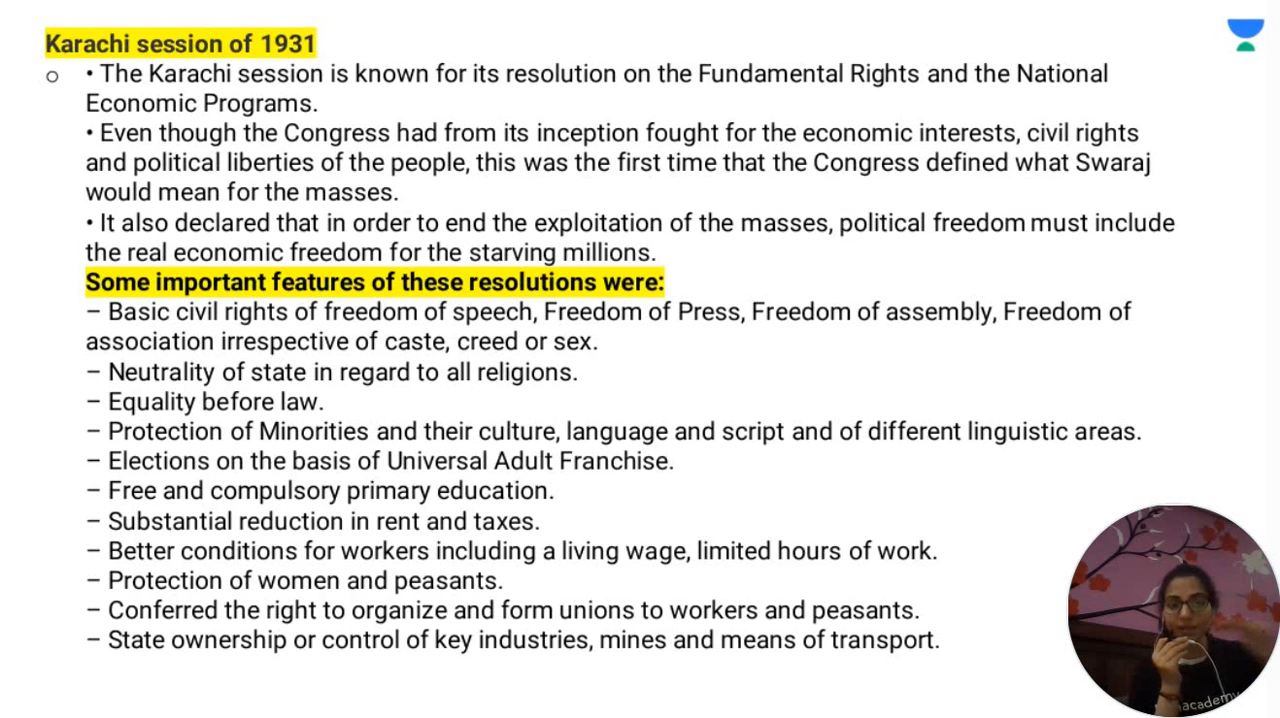 Karachi session of 1931
o • The Karachi session is known for its resolution on the Fundamental Rights and the National
Economic Programs.
• Even though the Congress had from its inception fought for the economic interests, civil rights
and political liberties of the people, this was the first time that the Congress defined what Swaraj
would mean for the masses.
• It also declared that in order to end the exploitation of the masses, political freedom must include
the real economic freedom for the starving millions.
Some important features of these resolutions were:
– Basic civil rights of freedom of speech, Freedom of Press, Freedom of assembly, Freedom of
association irrespective of caste, creed or sex.
– Neutrality of state in regard to all religions.
– Equality before law.
– Protection of Minorities and their culture, language and script and of different linguistic areas.
– Elections on the basis of Universal Adult Franchise.
– Free and compulsory primary education.
– Substantial reduction in rent and taxes.
– Better conditions for workers including a living wage, limited hours of work.
– Protection of women and peasants.
– Conferred the right to organize and form unions to workers and peasants.
– State ownership or control of key industries, mines and means of transport.